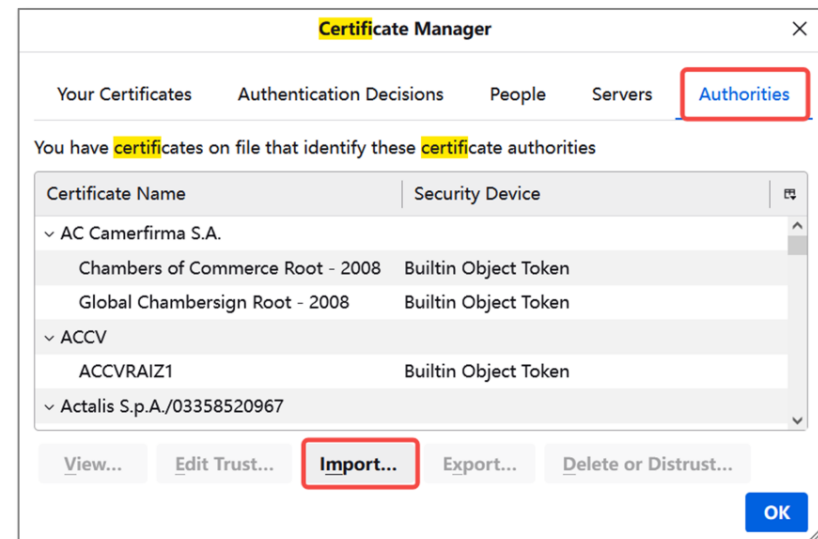 Certificate Manager
Your Certificates Authentication Decisions People Servers Authorities
You have certificates on file that identify these certificate authorities
Certificate Name Security Device
AC Camerfirma S.A.
Chambers of Commerce Root - 2008 Builtin Object Token
Global Chambersign Root - 2008 Builtin Object Token
ACCV
ACCVRAIZ1 Builtin Object Token
Actalis S.p.A./03358520967
View... Edit Trust... Import... Export... Delete or Distrust...
OK